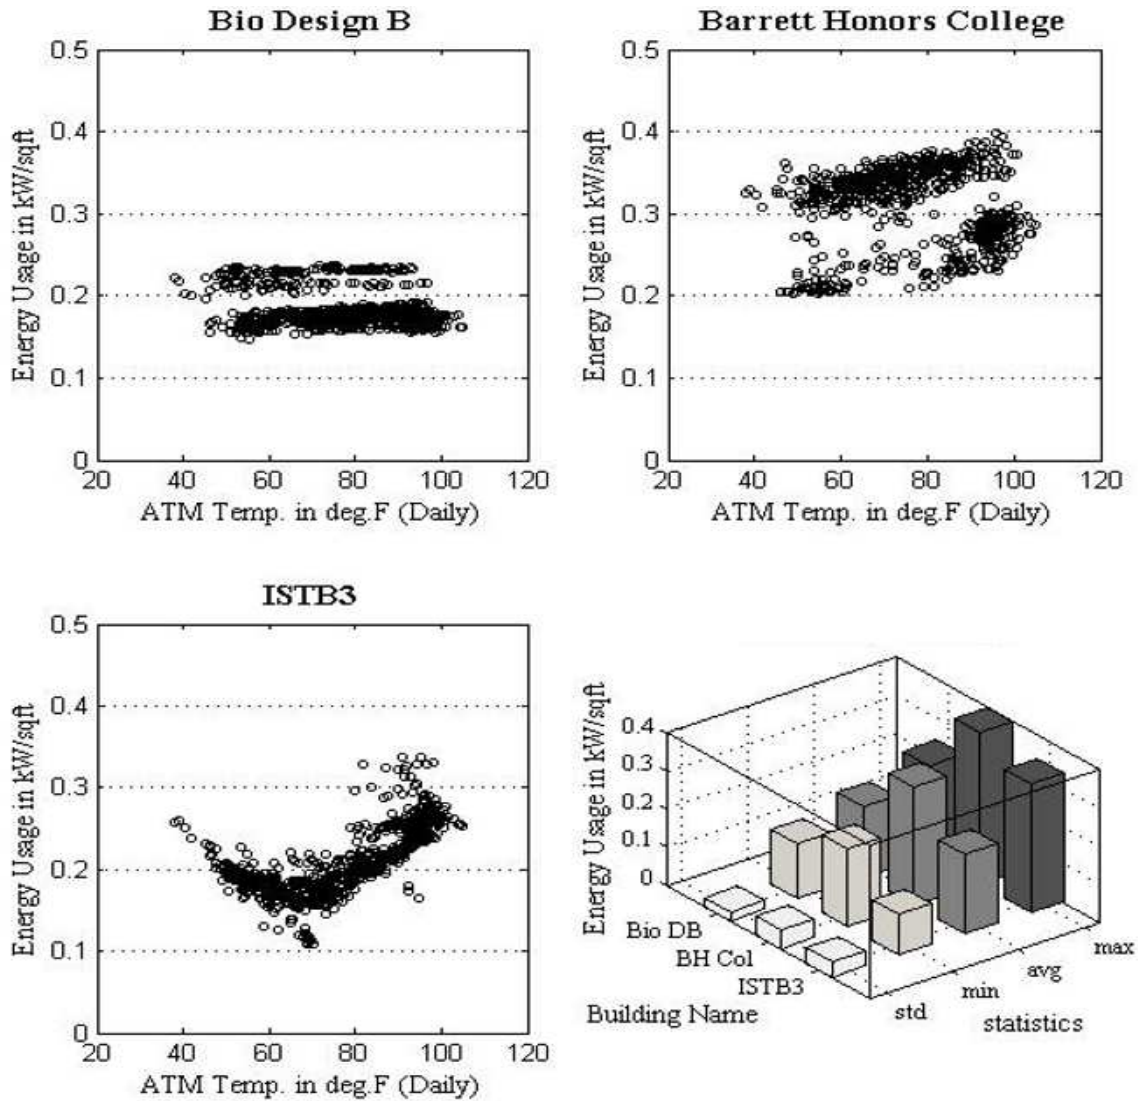 Bio Design B
0.5
0.4
0.3
0.2
0.1
0
Energy Usage in kW/sqft
20 40 60 80 100 120
ATM Temp. in deg.F (Daily)
Barrett Honors College
0.5
0.4
0.3
0.2
0.1
0
Energy Usage in kW/sqft
20 40 60 80 100 120
ATM Temp. in deg.F (Daily)
ISTB3
0.5
0.4
0.3
0.2
0.1
0
Energy Usage in kW/sqft
20 40 60 80 100 120
ATM Temp. in deg.F (Daily)
0.4
0.3
0.2
0.1
0
Energy Usage in kW/sqft
Bio DB
BH Col
ISTB3
Building Name
std
min
avg
max
statistics